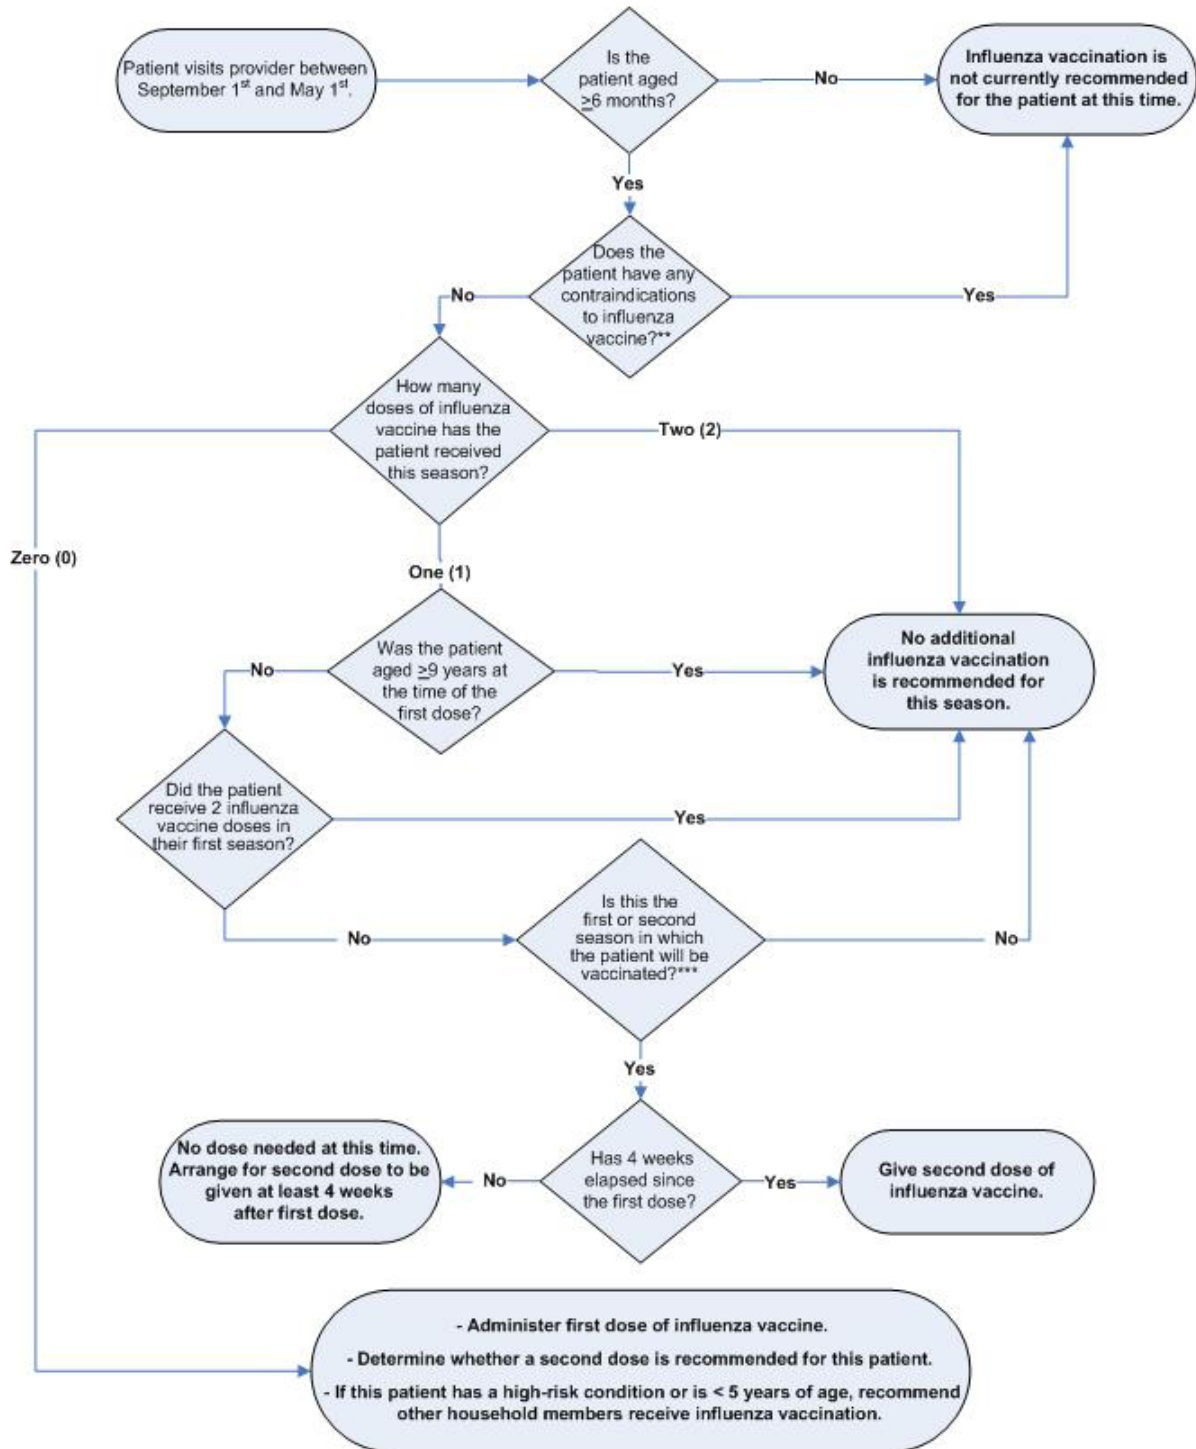 Patient visits provider between
September 1st and May 1st.
Is the
patient aged
≥6 months?
No
Influenza vaccination is
not currently recommended
for the patient at this time.
Yes
Does the
patient have any
contraindications
to influenza
vaccine?**
No
Yes
How many
doses of influenza
vaccine has the
patient received
this season?
Two (2)
Zero (0)
One (1)
Was the patient
aged ≥9 years at
the time of the
first dose?
No
Yes
No additional
influenza vaccination
is recommended for
this season.
Did the patient
receive 2 influenza
vaccine doses in
their first season?
Yes
No
Is this the
first or second
season in which
the patient will be
vaccinated?***
No
Yes
No dose needed at this time.
Arrange for second dose to be
given at least 4 weeks
after first dose.
No
Has 4 weeks
elapsed since
the first dose?
Yes
Give second dose of
influenza vaccine.
- Administer first dose of influenza vaccine.
- Determine whether a second dose is recommended for this patient.
- If this patient has a high-risk condition or is < 5 years of age, recommend
other household members receive influenza vaccination.